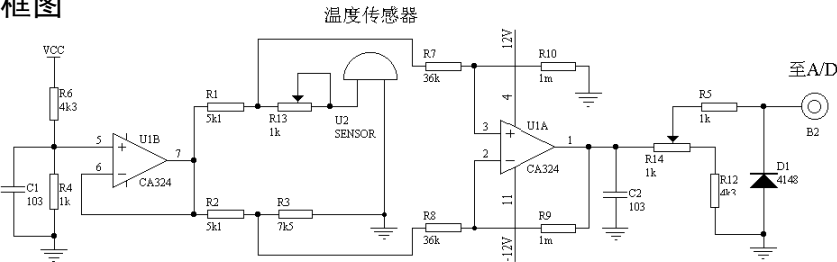 框图
温度传感器
VCC
R6
4k3
R1
5k1
R13
1k
U2
SENSOR
R7
36k
12V
R10
1m
至A/D
4
5
6
7
U1B
CA324
3
2
1
U1A
CA324
R5
1k
B2
R14
1k
C1
103
R4
1k
R2
5k1
R3
7k5
R8
36k
11
-12V
R9
1m
C2
103
R12
4k3
D1
4148